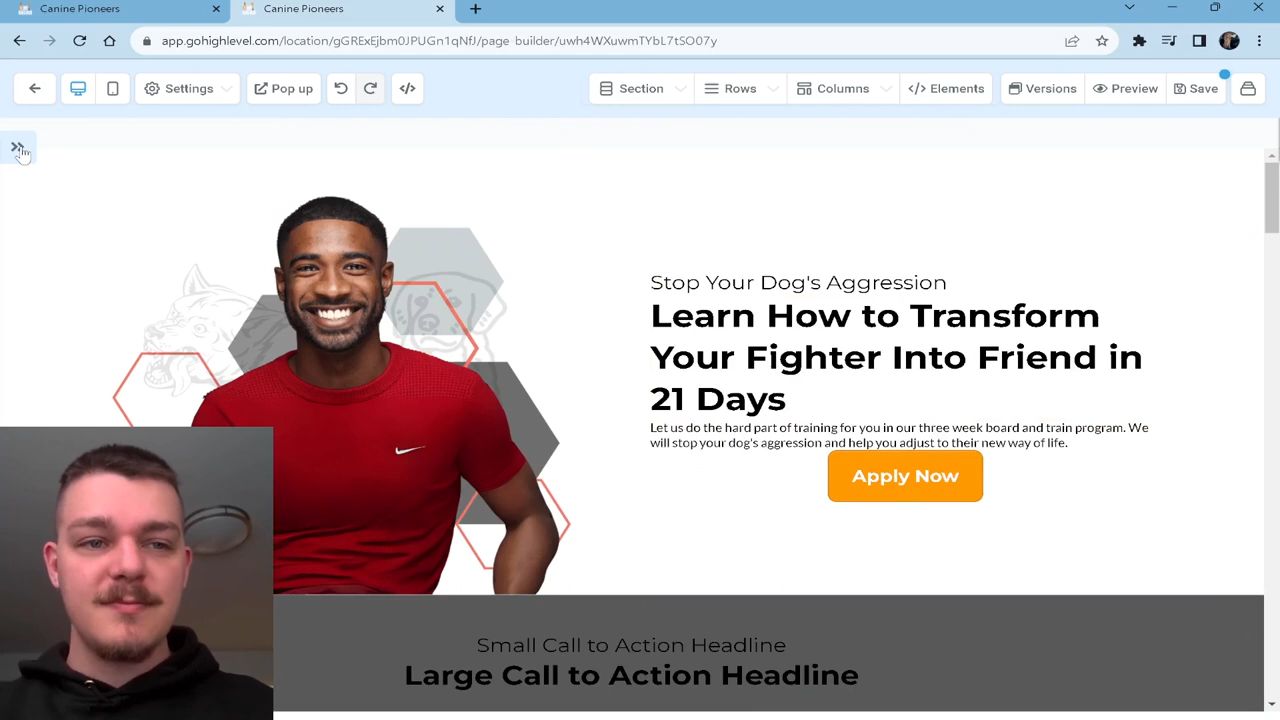 Canine Pioneers
Canine Pioneers
app.gohighlevel.com/location/gGRExEjbm0JPUGn1qNfJ/page-builder/uwh4WXuwmTYbL7tSO07y
Settings
Pop up
Section
Rows
Columns
</> Elements
Versions
Preview
Save
Stop Your Dog's Aggression
Learn How to Transform
Your Fighter Into Friend in
21 Days
Let us do the hard part of training for you in our three week board and train program. We
will stop your dog's aggression and help you adjust to their new way of life.
Apply Now
Small Call to Action Headline
Large Call to Action Headline